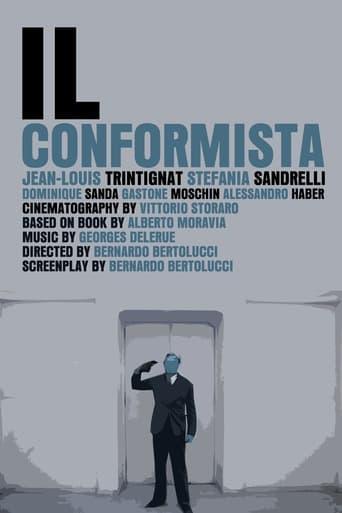 IL
CONFORMISTA
JEAN-LOUIS TRINTIGNAT STEFANIA SANDRELLI
DOMINIQUE SANDA GASTONE MOSCHIN ALESSANDRO HABER
CINEMATOGRAPHY BY VITTORIO STORARO
BASED ON BOOK BY ALBERTO MORAVIA
MUSIC BY GEORGES DELERUE
DIRECTED BY BERNARDO BERTOLUCCI
SCREENPLAY BY BERNARDO BERTOLUCCI